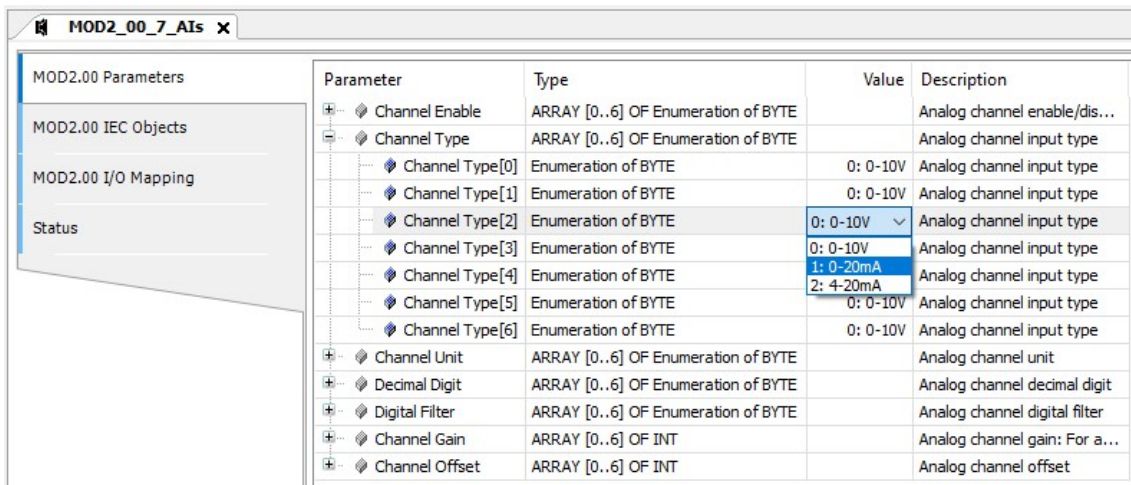 MOD2_00_7_AIs X
MOD2.00 Parameters
MOD2.00 IEC Objects
MOD2.00 I/O Mapping
Status
Parameter Type Value Description
Channel Enable ARRAY [0..6] OF Enumeration of BYTE Analog channel enable/dis...
Channel Type ARRAY [0..6] OF Enumeration of BYTE Analog channel input type
Channel Type[0] Enumeration of BYTE 0: 0-10V Analog channel input type
Channel Type[1] Enumeration of BYTE 0: 0-10V Analog channel input type
Channel Type[2] Enumeration of BYTE 0: 0-10V Analog channel input type
Channel Type[3] Enumeration of BYTE 0: 0-10V Analog channel input type
1: 0-20mA
Channel Type[4] Enumeration of BYTE Analog channel input type
2: 4-20mA
Channel Type[5] Enumeration of BYTE 0: 0-10V Analog channel input type
Channel Type[6] Enumeration of BYTE 0: 0-10V Analog channel input type
Channel Unit ARRAY [0..6] OF Enumeration of BYTE Analog channel unit
Decimal Digit ARRAY [0..6] OF Enumeration of BYTE Analog channel decimal digit
Digital Filter ARRAY [0..6] OF Enumeration of BYTE Analog channel digital filter
Channel Gain ARRAY [0..6] OF INT Analog channel gain: For a...
Channel Offset ARRAY [0..6] OF INT Analog channel offset